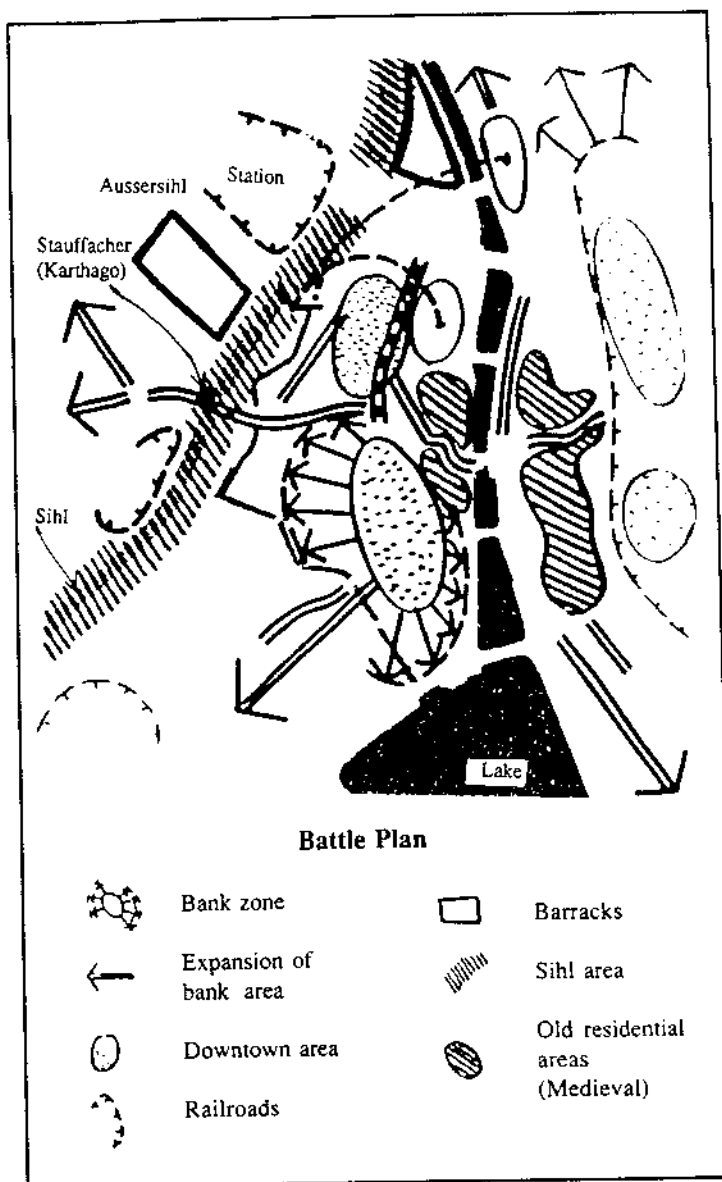 Station
Aussersihl
Stauffacher
(Karthago)
Sihl
Lake
Battle Plan
Bank zone
Expansion of
bank area
Downtown area
Railroads
Barracks
Sihl area
Old residential
areas
(Medieval)